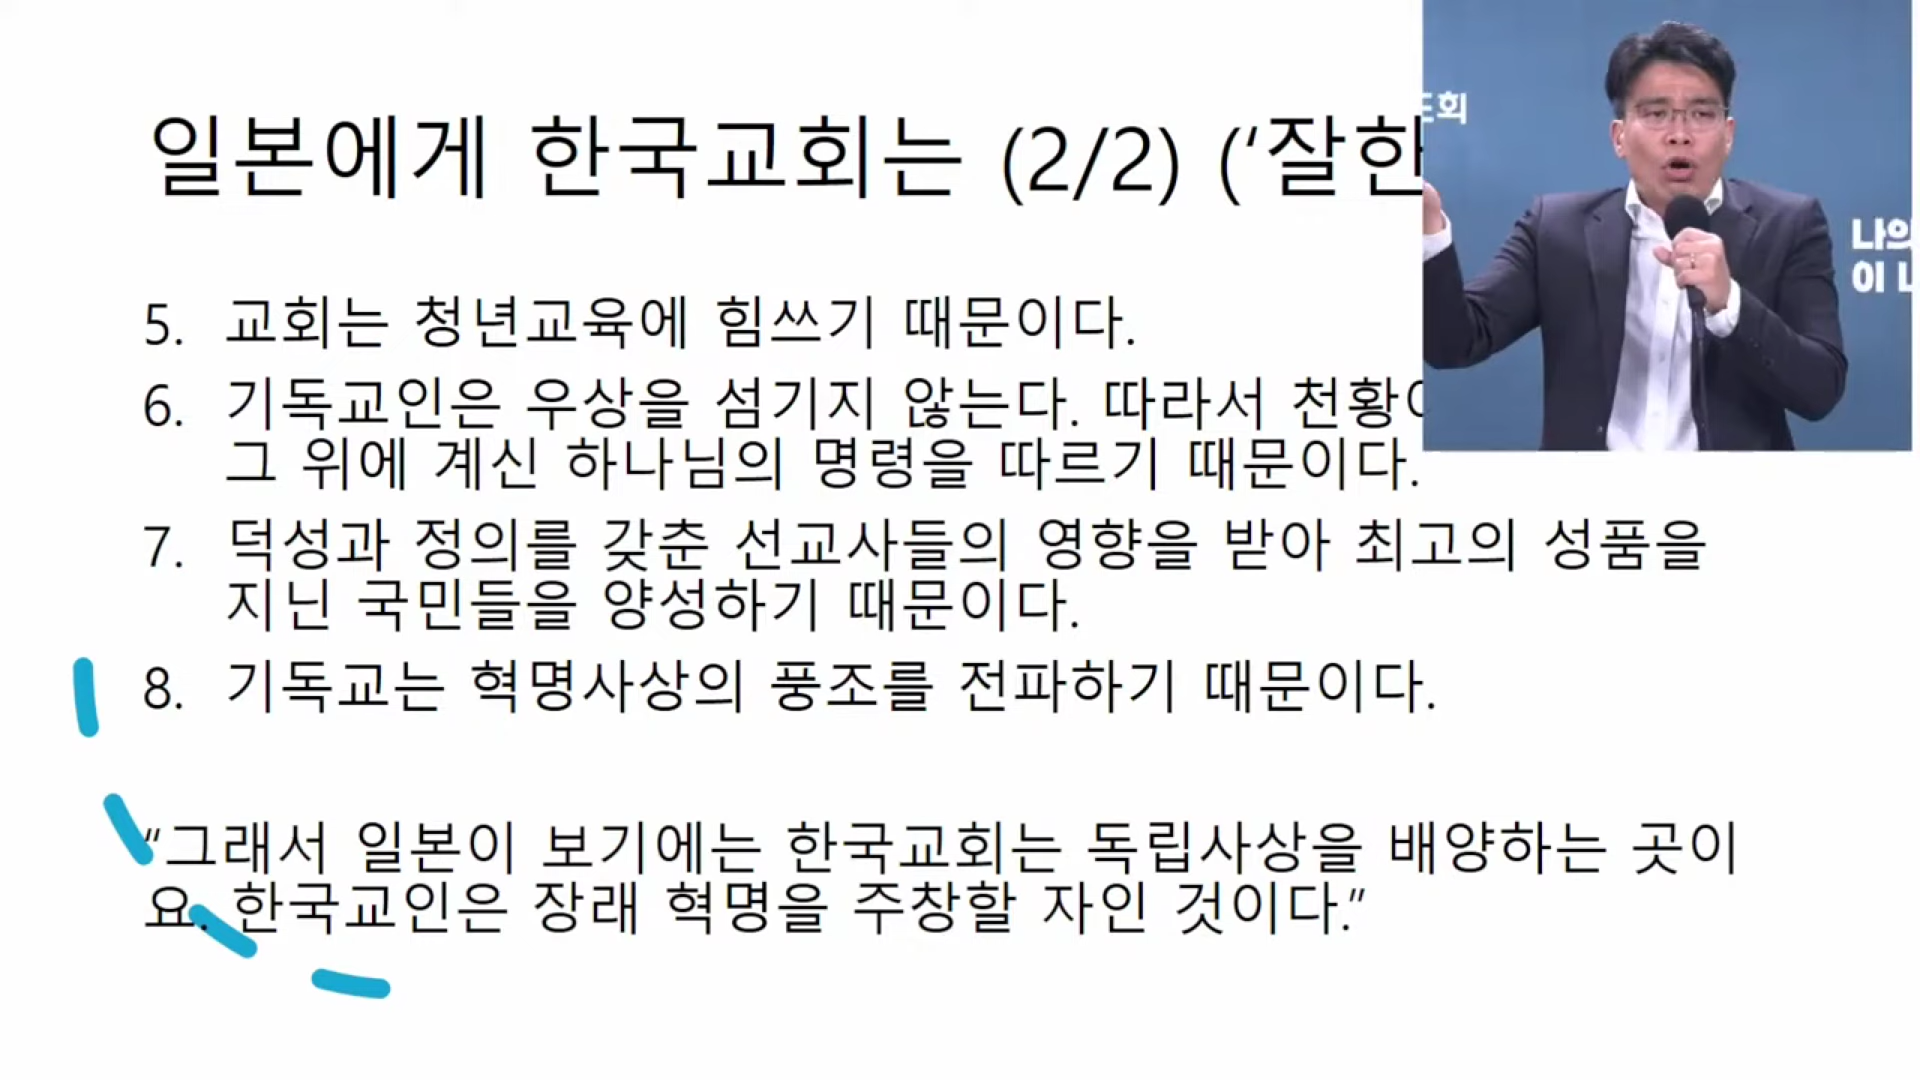 일본에게 한국교회는 (2/2) (‘잘한
도회
나의
이
5. 교회는 청년교육에 힘쓰기 때문이다.
6. 기독교인은 우상을 섬기지 않는다. 따라서
그 위에 계신 하나님의 명령을 따르기 때문이다.
7. 덕성과 정의를 갖춘 선교사들의 영향을 받아 최고의 성품을
지닌 국민들을 양성하기 때문이다.
8. 기독교는 혁명사상의 풍조를 전파하기 때문이다.
“그래서 일본이 보기에는 한국교회는 독립사상을 배양하는 곳이
요. 한국교인은 장래 혁명을 주창할 자인 것이다.”